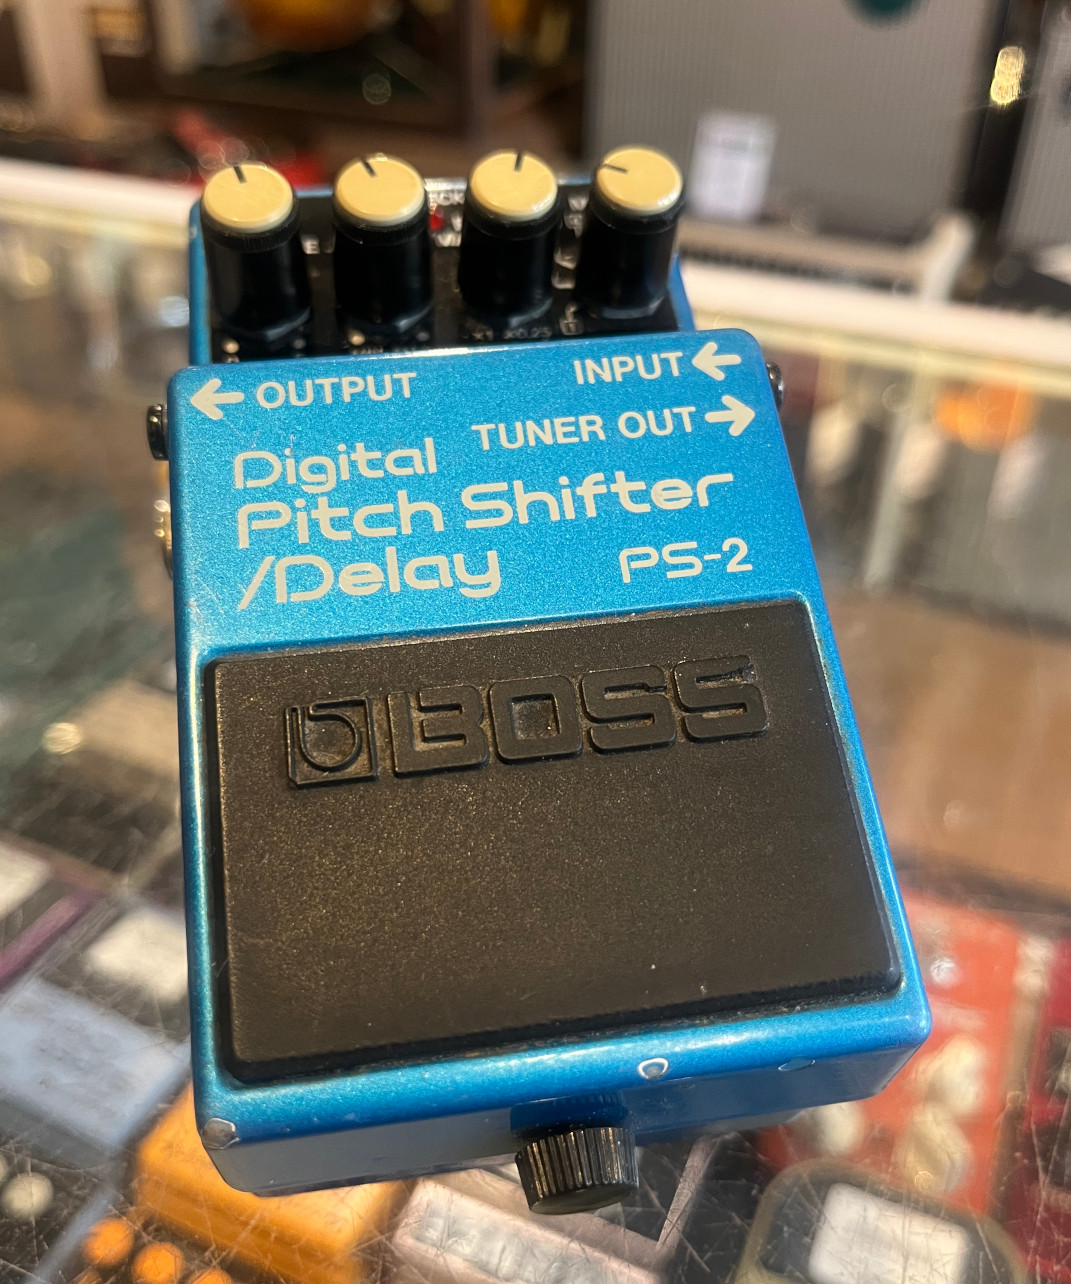 ← OUTPUT
INPUT ←
TUNER OUT →
Digital
Pitch Shifter
/Delay
PS-2
BOSS